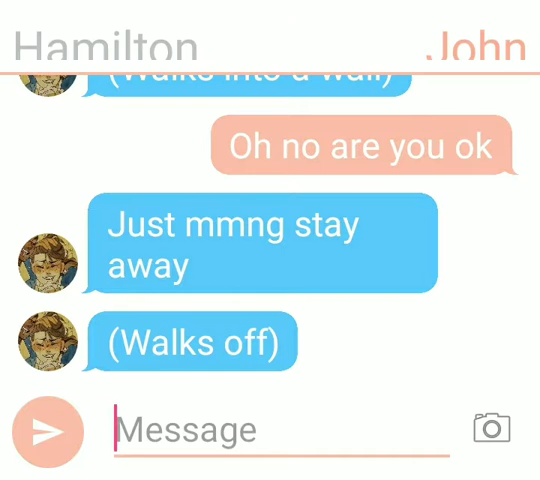 Hamilton
John
(Walks into a wall)
Oh no are you ok
Just mmng stay
away
(Walks off)
Message